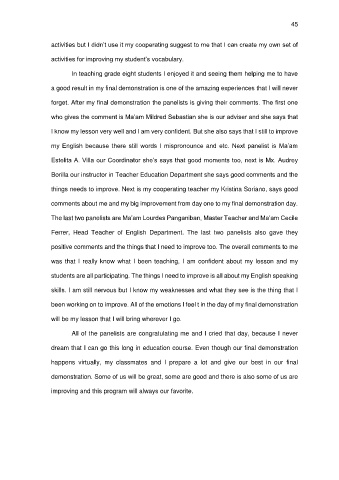 45
activities but I didn't use it my cooperating suggest to me that I can create my own set of
activities for improving my student's vocabulary.
In teaching grade eight students I enjoyed it and seeing them helping me to have
a good result in my final demonstration is one of the amazing experiences that I will never
forget. After my final demonstration the panelists is giving their comments. The first one
who gives the comment is Ma'am Mildred Sebastian she is our adviser and she says that
I know my lesson very well and I am very confident. But she also says that I still to improve
my English because there still words I mispronounce and etc. Next panelist is Ma'am
Estelita A. Villa our Coordinator she's says that good moments too, next is Mx. Audrey
Borilla our instructor in Teacher Education Department she says good comments and the
things needs to improve. Next is my cooperating teacher my Kristina Soriano, says good
comments about me and my big improvement from day one to my final demonstration day.
The last two panelists are Ma'am Lourdes Panganiban, Master Teacher and Ma'am Cecile
Ferrer, Head Teacher of English Department. The last two panelists also gave they
positive comments and the things that I need to improve too. The overall comments to me
was that I really know what I been teaching, I am confident about my lesson and my
students are all participating. The things I need to improve is all about my English speaking
skills. I am still nervous but I know my weaknesses and what they see is the thing that I
been working on to improve. All of the emotions I feel t in the day of my final demonstration
will be my lesson that I will bring wherever I go.
All of the panelists are congratulating me and I cried that day, because I never
dream that I can go this long in education course. Even though our final demonstration
happens virtually, my classmates and I prepare a lot and give our best in our final
demonstration. Some of us will be great, some are good and there is also some of us are
improving and this program will always our favorite.